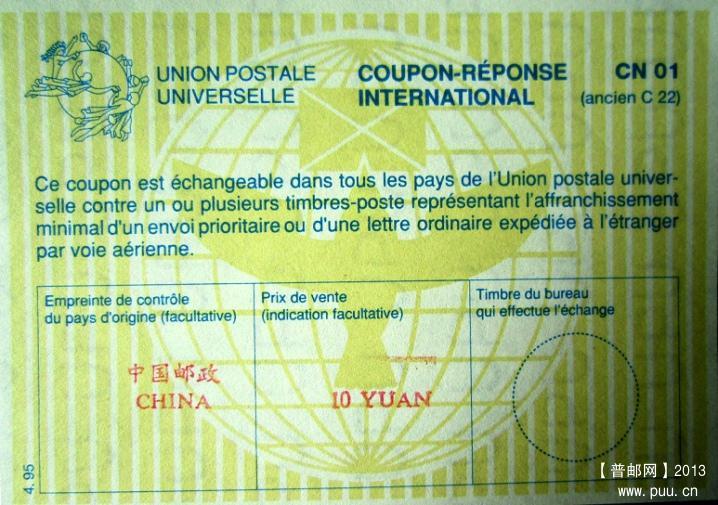 UNION POSTALE
UNIVERSELLE
COUPON-RÉPONSE
INTERNATIONAL
CN 01
(ancien C 22)
Ce coupon est échangeable dans tous les pays de l'Union postale univer-
selle contre un ou plusieurs timbres-poste représentant l'affranchissement
minimal d'un envoi prioritaire ou d'une lettre ordinaire expédiée à l'étranger
par voie aérienne.
Empreinte de contrôle
du pays d'origine (facultative)
Prix de vente
(indication facultative)
Timbre du bureau
qui effectue l'échange
中国邮政
CHINA
10 YUAN
4.95
【普邮网】2013
www.puu.cn